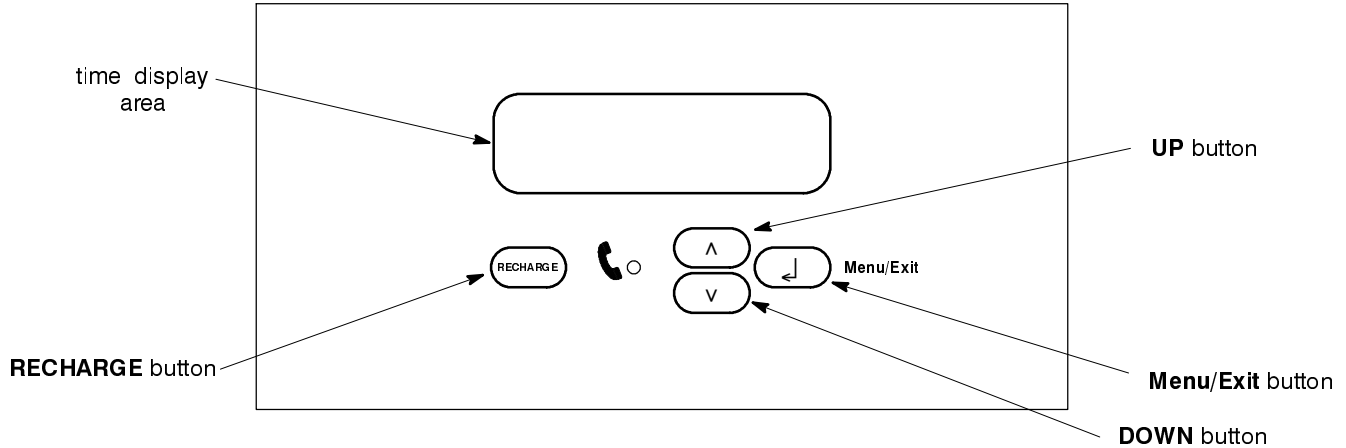 time display
area
UP button
RECHARGE
Menu/Exit
RECHARGE button
Menu/Exit button
DOWN button